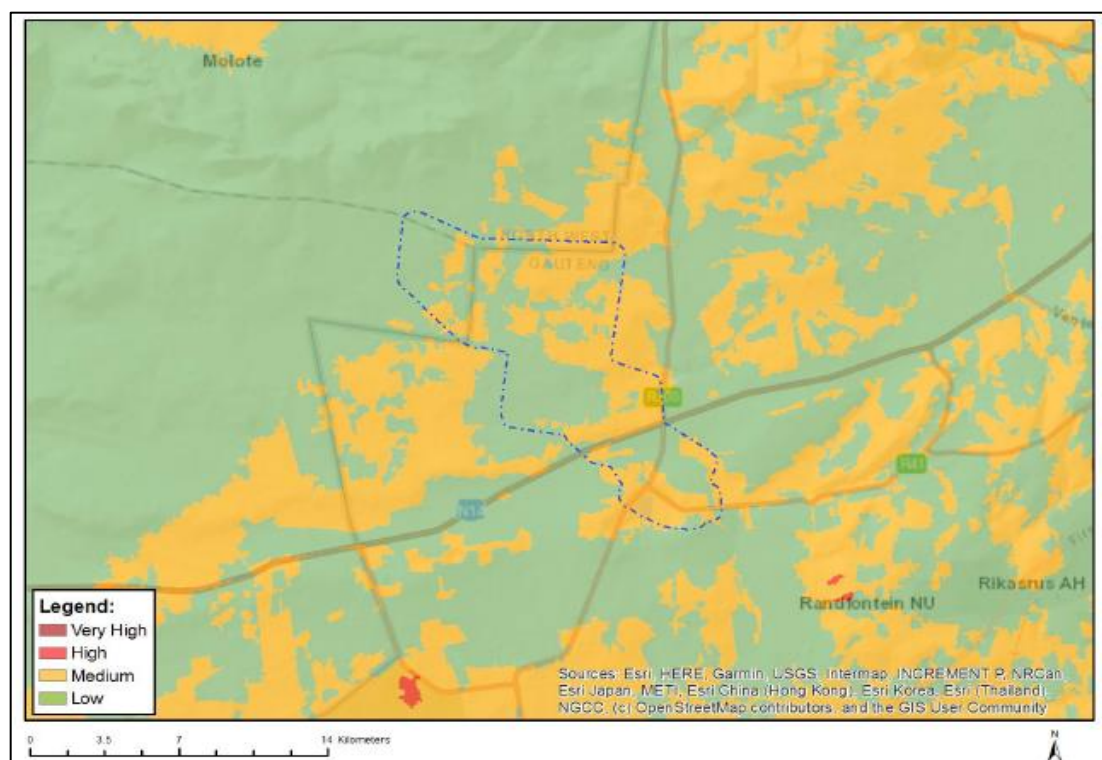 Molote
NORTH WEST
GAUTENG
N14
R41
Rikasrus AH
Randfontein NU
Legend:
Very High
High
Medium
Low
Sources: Esri, HERE, Garmin, USGS, Intermap, INCREMENT P, NRCan,
Esri Japan, METI, Esri China (Hong Kong), Esri Korea, Esri (Thailand),
NGCC, (c) OpenStreetMap contributors, and the GIS User Community
0 3.5 7 14 Kilometers
N